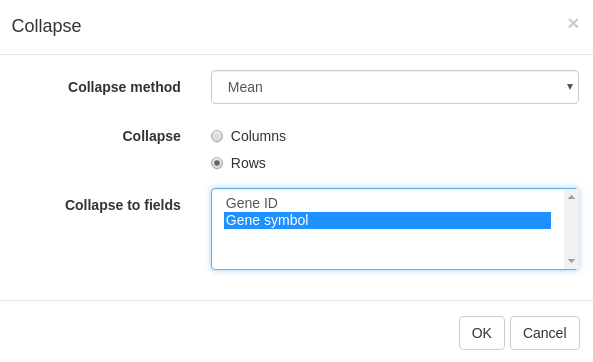 Collapse ×
Collapse method Mean
Collapse Columns
Rows
Collapse to fields Gene ID
Gene symbol
OK Cancel